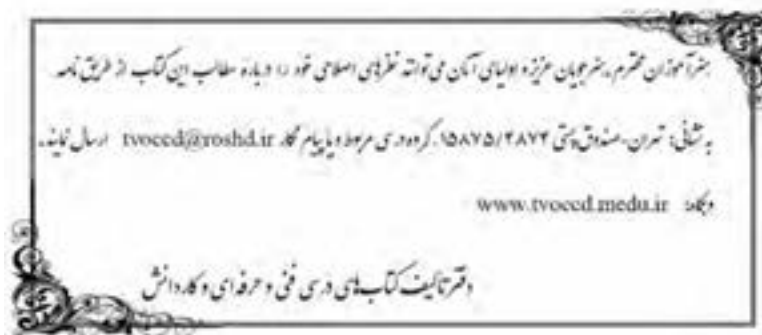 هنرآموزان محترم، هنرجویان عزیز و اولیای آنان می‌توانند نظرهای اصلاحی خود را درباره مطالب این کتاب از طریق نامه
به نشانی: تهران - صندوق پستی ۱۵۸۷۵/۴۸۷۴ گروه درسی مربوط و یا پیام نگار tvoccd@roshd.ir ارسال نمایند.
وبگاه: www.tvoccd.medu.ir
دفتر تألیف کتاب‌های درسی فنی و حرفه‌ای و کاردانش